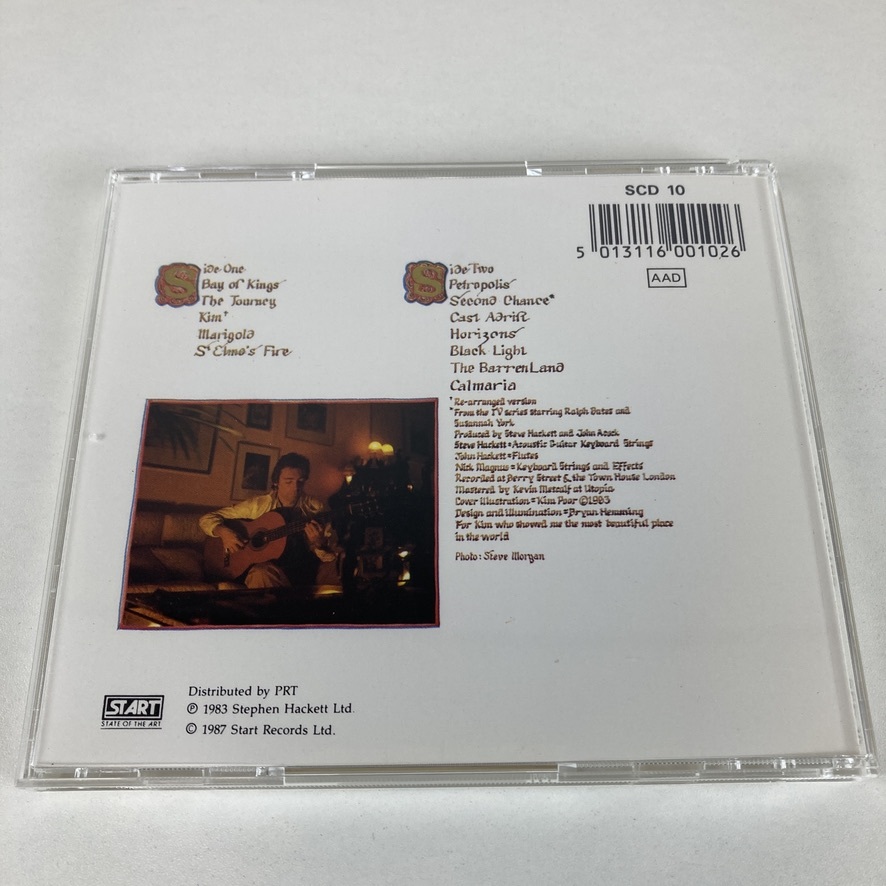 SCD 10
5 013116 001026
AAD
Side One
Bay of Kings
The Journey
Kim†
Marigold
St Elmo's Fire
Side Two
Petropolis
Second Chance*
Cast Adrift
Horizons
Black Light
The Barren Land
Calmaria
†Re-arranged version
*From the TV series starring Ralph Bates and
Susannah York
Produced by Steve Hackett and John Acock
Steve Hackett=Acoustic Guitar Keyboard Strings
John Hackett=Flutes
Nick Magnus=Keyboard Strings and Effects
Recorded at Berry Street & the Town House London
Mastered by Kevin Metcalf at Utopia
Cover Illustration=Kim Poor ©1983
Design and illumination=Bryan Hemming
For Kim who showed me the most beautiful place
in the world
Photo: Steve Morgan
START
STATE OF THE ART
Distributed by PRT
℗ 1983 Stephen Hackett Ltd.
© 1987 Start Records Ltd.